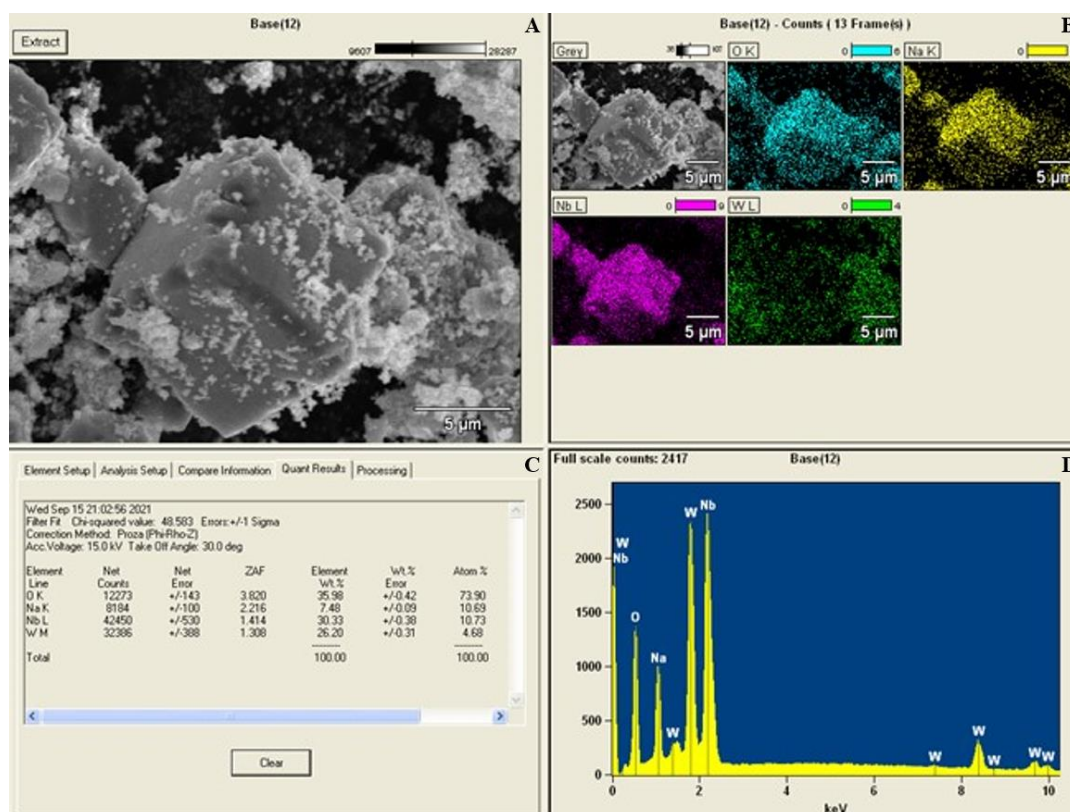 Base(12)
A
Extract
9607
28287
5 µm
Base(12) - Counts ( 13 Frame(s) )
B
Grey
O K
0
6
Na K
0
5 µm
5 µm
5 µm
Nb L
0
9
W L
0
4
5 µm
5 µm
Element Setup Analysis Setup Compare Information Quant Results Processing
C
Wed Sep 15 21:02:56 2021
Filter Fit Chi-squared value: 48.583 Errors:+/-1 Sigma
Correction Method: Proza (Phi-Rho-Z)
Acc.Voltage: 15.0 kV Take Off Angle: 30.0 deg
Element Net Net ZAF Element Wt.% Atom %
Line Counts Error Wt.% Error
O K 12273 +/-143 3.820 35.98 +/-0.42 73.90
Na K 8184 +/-100 2.216 7.48 +/-0.09 10.69
Nb L 42450 +/-530 1.414 30.33 +/-0.38 10.73
W M 32386 +/-388 1.308 26.20 +/-0.31 4.68
Total 100.00 100.00
Clear
Full scale counts: 2417
Base(12)
D
2500
2000
1500
1000
500
0
W
Nb
O
Na
W
W
Nb
W
W
W
W
W
0 2 4 6 8 10
keV